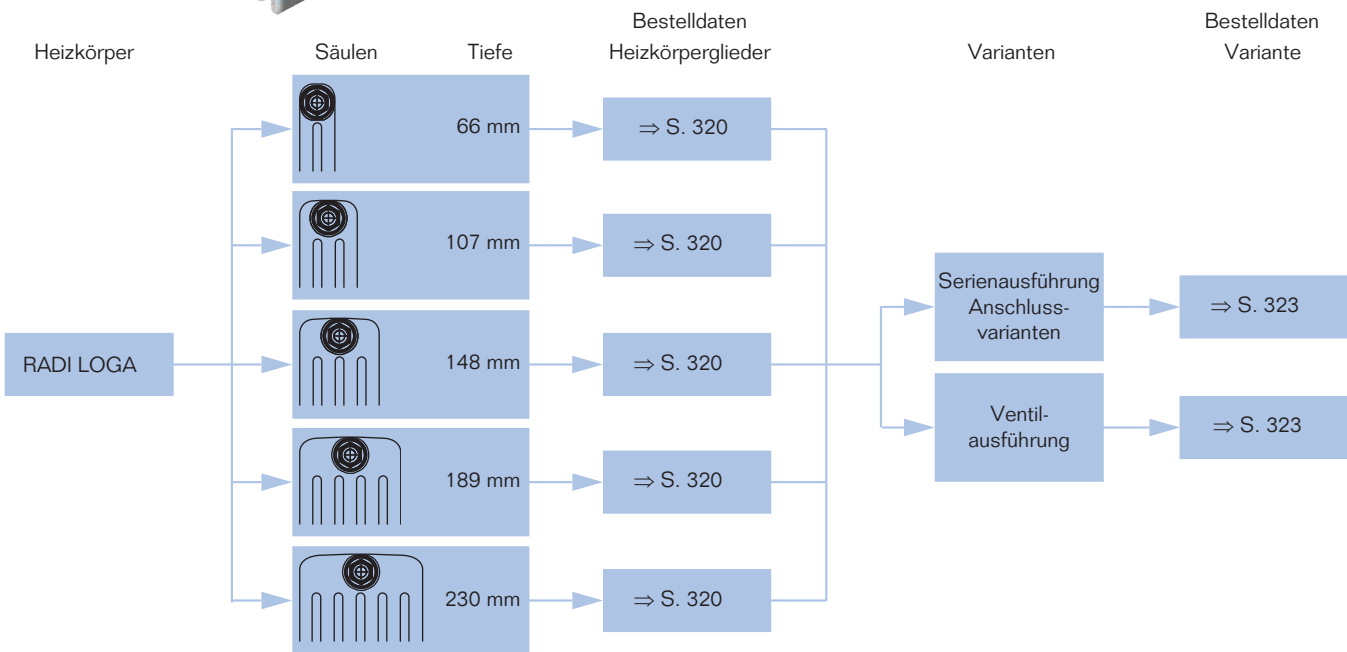 Bestelldaten
Bestelldaten
Heizkörper
Säulen
Tiefe
Heizkörperglieder
Varianten
Variante
66 mm
⇒ S. 320
107 mm
⇒ S. 320
Serienausführung
Anschluss-
varianten
⇒ S. 323
RADI LOGA
148 mm
⇒ S. 320
Ventil-
ausführung
⇒ S. 323
189 mm
⇒ S. 320
230 mm
⇒ S. 320